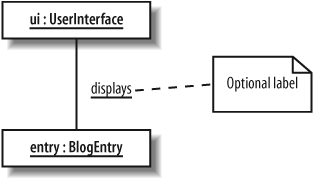 ui : UserInterface
displays
Optional label
entry : BlogEntry